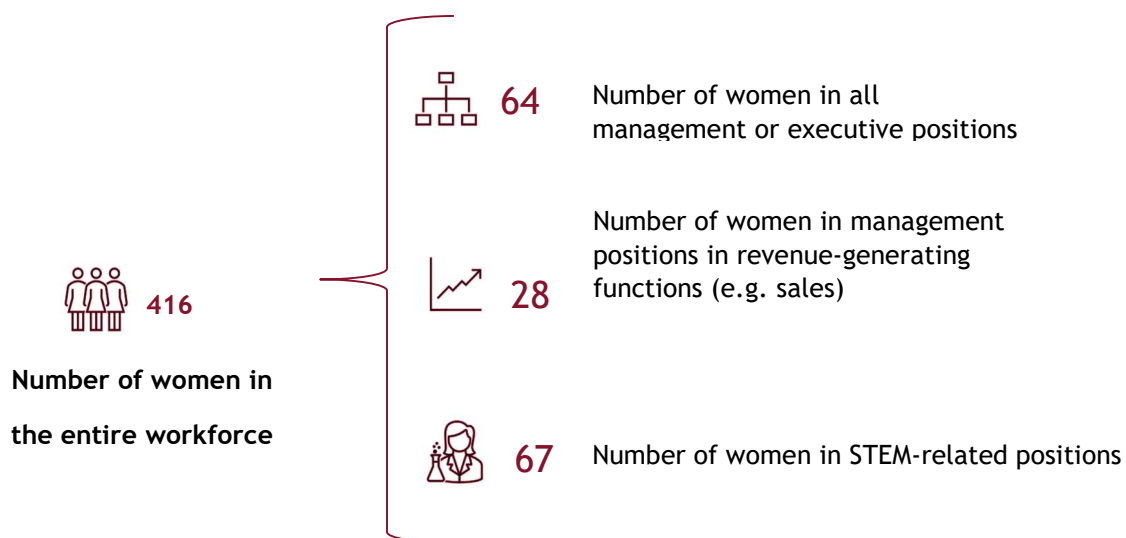 64
Number of women in all
management or executive positions
28
Number of women in management
positions in revenue-generating
functions (e.g. sales)
416
Number of women in
the entire workforce
67
Number of women in STEM-related positions